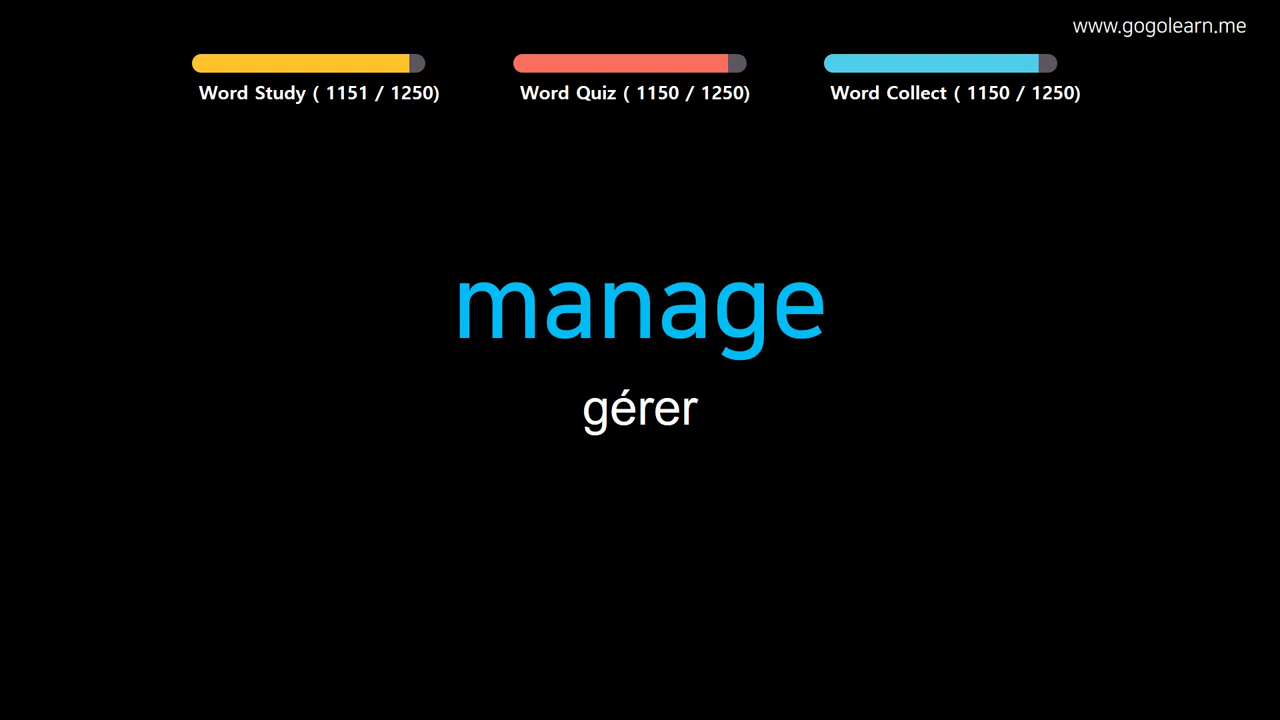 www.gogolearn.me
Word Study ( 1151 / 1250)
Word Quiz ( 1150 / 1250)
Word Collect ( 1150 / 1250)
manage
gérer